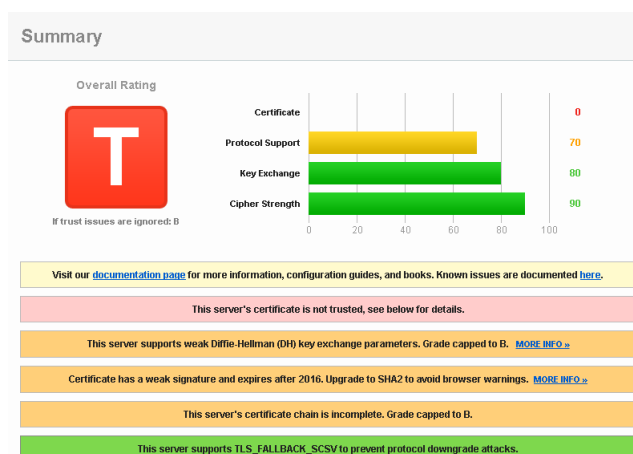 Summary
Overall Rating
T
If trust issues are ignored: B
Certificate 0
Protocol Support 70
Key Exchange 80
Cipher Strength 90
0 20 40 60 80 100
Visit our documentation page for more information, configuration guides, and books. Known issues are documented here.
This server's certificate is not trusted, see below for details.
This server supports weak Diffie-Hellman (DH) key exchange parameters. Grade capped to B. MORE INFO »
Certificate has a weak signature and expires after 2016. Upgrade to SHA2 to avoid browser warnings. MORE INFO »
This server's certificate chain is incomplete. Grade capped to B.
This server supports TLS_FALLBACK_SCSV to prevent protocol downgrade attacks.